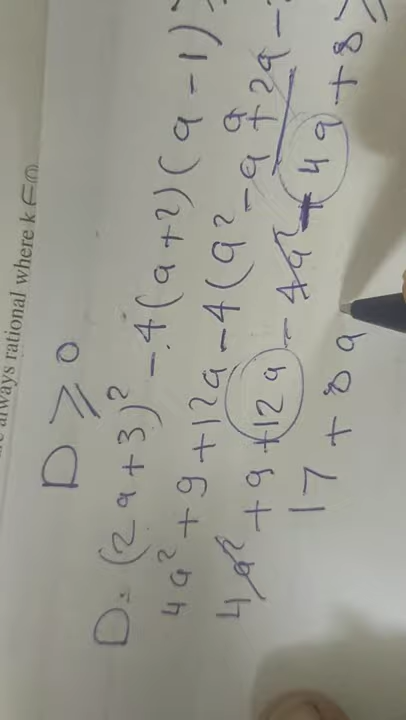 always rational where k ∈ Q
D ≥ 0
D = (2a+3)² - 4(a+2)(a-1)
4a² + 9 + 12a - 4(a² - a + 2a -
4a² + 9 + 12a - 4a² - 4a + 8 ≥
17 + 8a